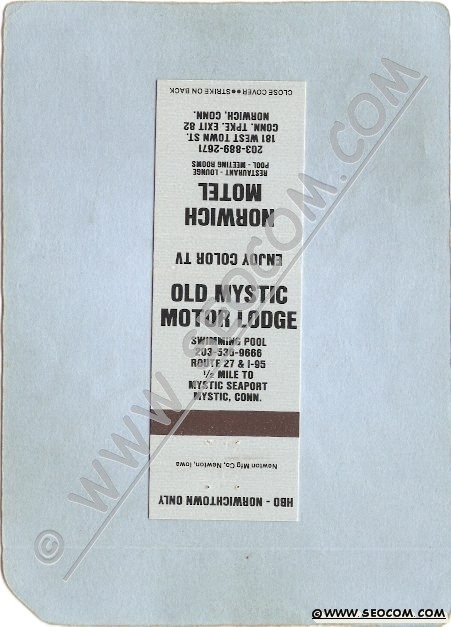 CLOSE COVER●●STRIKE ON BACK
NORWICH
MOTEL
RESTAURANT - LOUNGE
POOL - MEETING ROOMS
203-889-2671
181 WEST TOWN ST.
CONN. TPKE. EXIT 82
NORWICH, CONN.
ENJOY COLOR TV
OLD MYSTIC
MOTOR LODGE
SWIMMING POOL
203-536-9666
ROUTE 27 & I-95
½ MILE TO
MYSTIC SEAPORT
MYSTIC, CONN.
Newton Mfg Co, Newton, Iowa
HBO - NORWICHTOWN ONLY
© WWW.SEOCOM.COM
©WWW.SEOCOM.COM